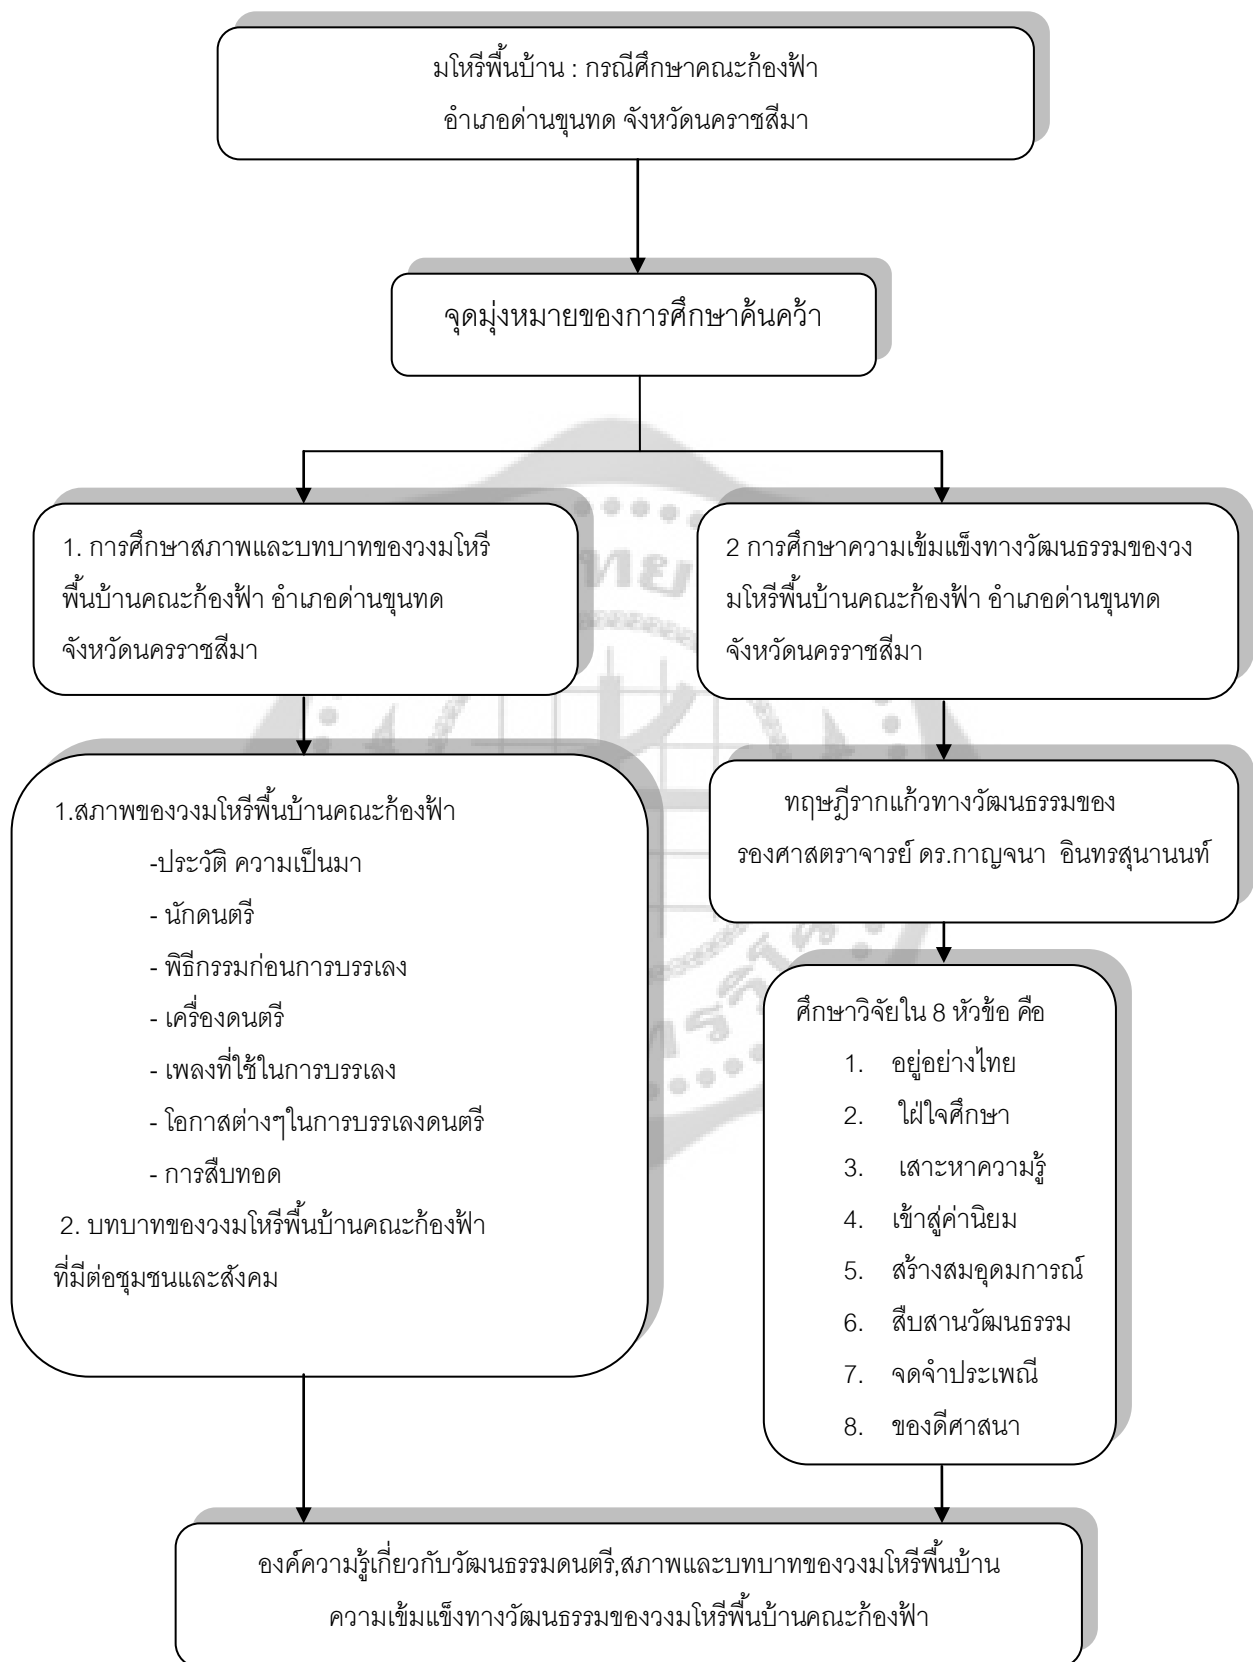 มโหรีพื้นบ้าน : กรณีศึกษาคณะก้องฟ้า
อำเภอด่านขุนทด จังหวัดนคราชสีมา
จุดมุ่งหมายของการศึกษาค้นคว้า
1. การศึกษาสภาพและบทบาทของวงมโหรี
พื้นบ้านคณะก้องฟ้า อำเภอด่านขุนทด
จังหวัดนครราชสีมา
2 การศึกษาความเข้มแข็งทางวัฒนธรรมของวง
มโหรีพื้นบ้านคณะก้องฟ้า อำเภอด่านขุนทด
จังหวัดนครราชสีมา
1.สภาพของวงมโหรีพื้นบ้านคณะก้องฟ้า
-ประวัติ ความเป็นมา
- นักดนตรี
- พิธีกรรมก่อนการบรรเลง
- เครื่องดนตรี
- เพลงที่ใช้ในการบรรเลง
- โอกาสต่างๆในการบรรเลงดนตรี
- การสืบทอด
2. บทบาทของวงมโหรีพื้นบ้านคณะก้องฟ้า
ที่มีต่อชุมชนและสังคม
ทฤษฎีรากแก้วทางวัฒนธรรมของ
รองศาสตราจารย์ ดร.กาญจนา อินทรสุนานนท์
ศึกษาวิจัยใน 8 หัวข้อ คือ
1. อยู่อย่างไทย
2. ใฝ่ใจศึกษา
3. เสาะหาความรู้
4. เข้าสู่ค่านิยม
5. สร้างสมอุดมการณ์
6. สืบสานวัฒนธรรม
7. จดจำประเพณี
8. ของดีศาสนา
องค์ความรู้เกี่ยวกับวัฒนธรรมดนตรี,สภาพและบทบาทของวงมโหรีพื้นบ้าน
ความเข้มแข็งทางวัฒนธรรมของวงมโหรีพื้นบ้านคณะก้องฟ้า